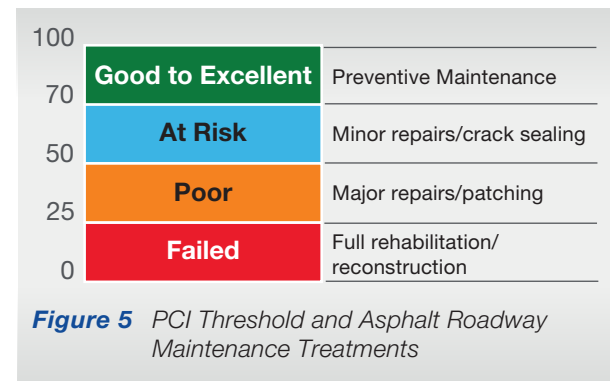 100
Good to Excellent Preventive Maintenance
70
At Risk Minor repairs/crack sealing
50
Poor Major repairs/patching
25
Failed Full rehabilitation/
reconstruction
0
Figure 5 PCI Threshold and Asphalt Roadway
Maintenance Treatments